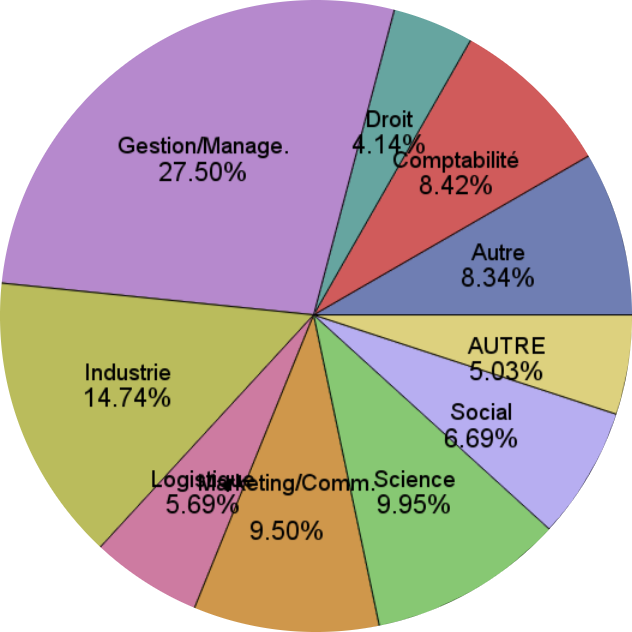 Droit
4.14%
Comptabilité
8.42%
Gestion/Manage.
27.50%
Autre
8.34%
AUTRE
5.03%
Industrie
14.74%
Social
6.69%
Logistique
5.69%
Marketing/Comm.
9.50%
Science
9.95%